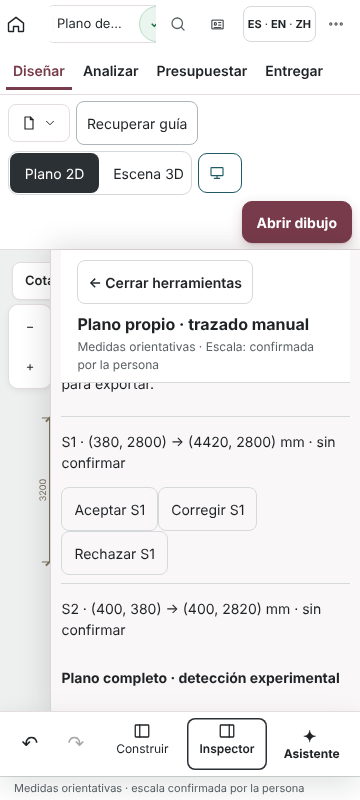 Plano de...
ES · EN · ZH
Diseñar Analizar Presupuestar Entregar
Recuperar guía
Plano 2D Escena 3D
Abrir dibujo
Cota
← Cerrar herramientas
Plano propio · trazado manual
Medidas orientativas · Escala: confirmada
por la persona
para exportar.
−
+
3200
S1 · (380, 2800) → (4420, 2800) mm · sin
confirmar
Aceptar S1 Corregir S1
Rechazar S1
S2 · (400, 380) → (400, 2820) mm · sin
confirmar
Plano completo · detección experimental
Construir Inspector Asistente
Medidas orientativas · escala confirmada por la persona